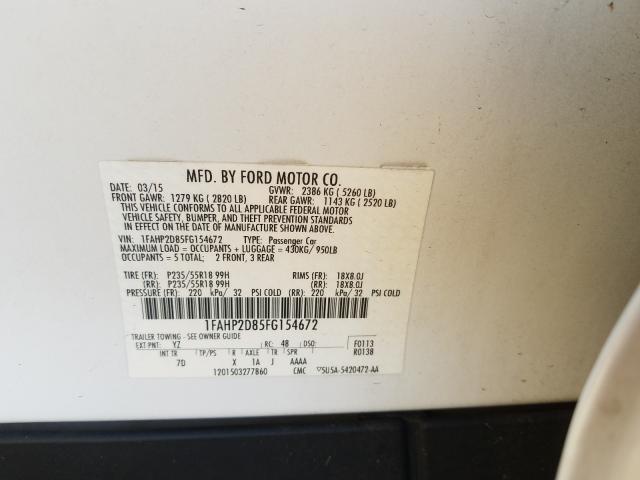 MFD. BY FORD MOTOR CO.
DATE: 03/15 GVWR: 2386 KG ( 5260 LB)
FRONT GAWR: 1279 KG ( 2820 LB) REAR GAWR: 1143 KG ( 2520 LB)
THIS VEHICLE CONFORMS TO ALL APPLICABLE FEDERAL MOTOR
VEHICLE SAFETY, BUMPER, AND THEFT PREVENTION STANDARDS
IN EFFECT ON THE DATE OF MANUFACTURE SHOWN ABOVE.
VIN: 1FAHP2D85FG154672 TYPE: Passenger Car
MAXIMUM LOAD = OCCUPANTS + LUGGAGE = 430KG/ 950LB
OCCUPANTS = 5 TOTAL; 2 FRONT, 3 REAR
TIRE (FR): P235/55R18 99H RIMS (FR): 18X8.0J
(RR): P235/55R18 99H (RR): 18X8.0J
PRESSURE (FR): 220 kPa/ 32 PSI COLD (RR): 220 kPa/ 32 PSI COLD
1FAHP2D85FG154672
TRAILER TOWING - SEE OWNER GUIDE
EXT PNT: YZ RC: 48 DSO: F0113
INT TR TP/PS R AXLE TR SPR R0138
7D X 1A J AAAA
1201503277860 CMC ▽5U5A-5420472-AA